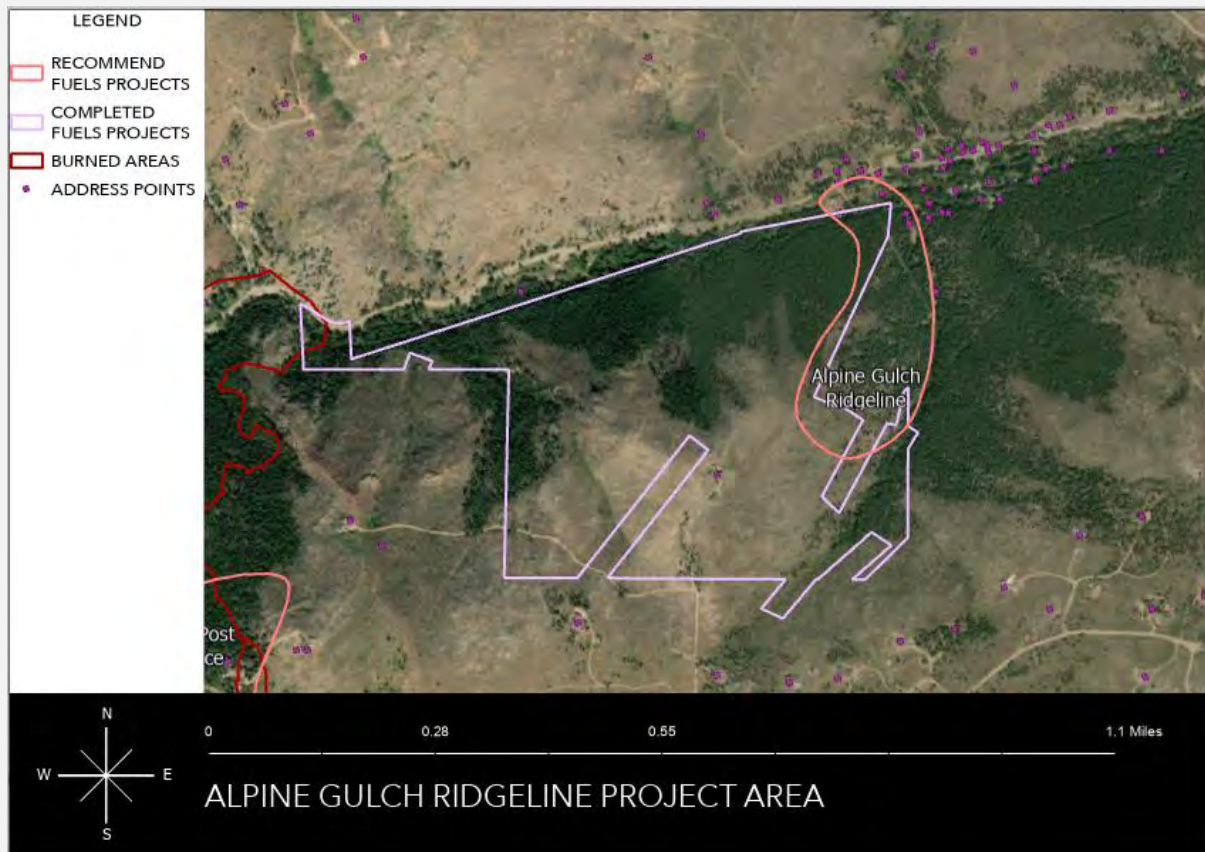 LEGEND
RECOMMEND
FUELS PROJECTS
COMPLETED
FUELS PROJECTS
BURNED AREAS
ADDRESS POINTS
Alpine Gulch
Ridgeline
Post
ce
N
W
E
S
0
0.28
0.55
1.1 Miles
ALPINE GULCH RIDGELINE PROJECT AREA